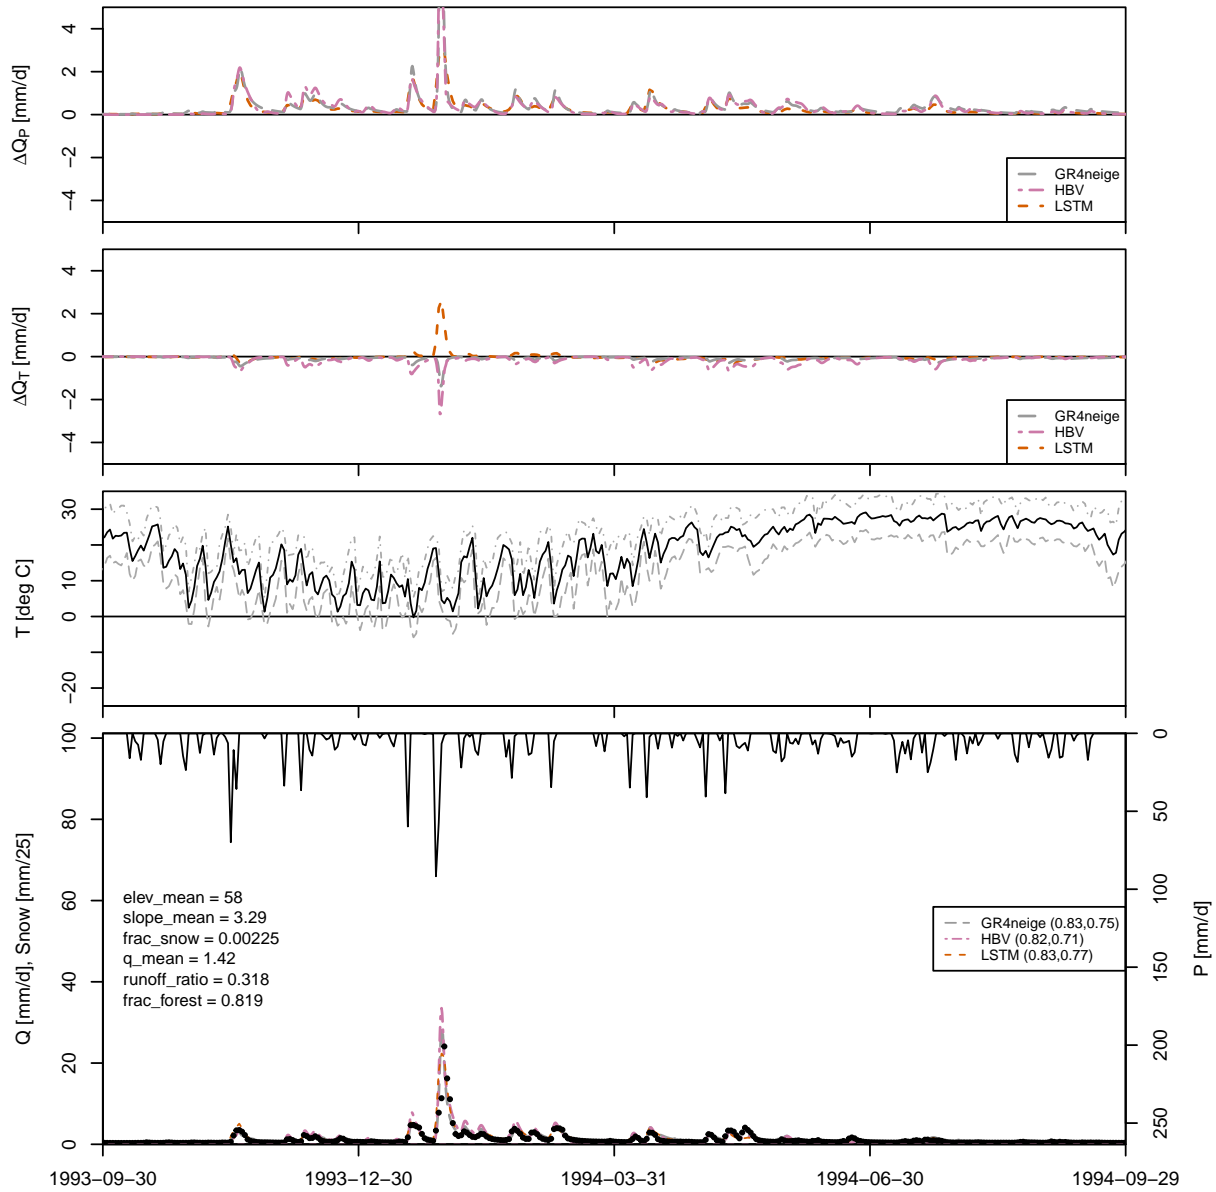 4
2
0
−2
−4
ΔQP [mm/d]
GR4neige
HBV
LSTM
4
2
0
−2
−4
ΔQT [mm/d]
GR4neige
HBV
LSTM
30
10
0
−20
T [deg C]
100
80
60
40
20
0
Q [mm/d], Snow [mm/25]
elev_mean = 58
slope_mean = 3.29
frac_snow = 0.00225
q_mean = 1.42
runoff_ratio = 0.318
frac_forest = 0.819
GR4neige (0.83,0.75)
HBV (0.82,0.71)
LSTM (0.83,0.77)
0
50
100
150
200
250
P [mm/d]
1993−09−30
1993−12−30
1994−03−31
1994−06−30
1994−09−29